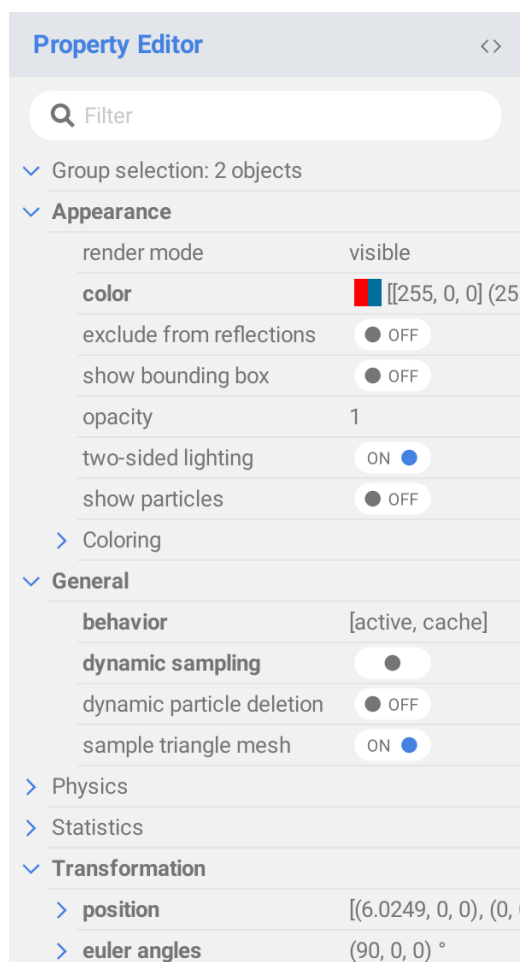 Property Editor
Filter
Group selection: 2 objects
Appearance
render mode visible
color [[255, 0, 0] (25
exclude from reflections OFF
show bounding box OFF
opacity 1
two-sided lighting ON
show particles OFF
Coloring
General
behavior [active, cache]
dynamic sampling
dynamic particle deletion OFF
sample triangle mesh ON
Physics
Statistics
Transformation
position [(6.0249, 0, 0), (0,
euler angles (90, 0, 0) °